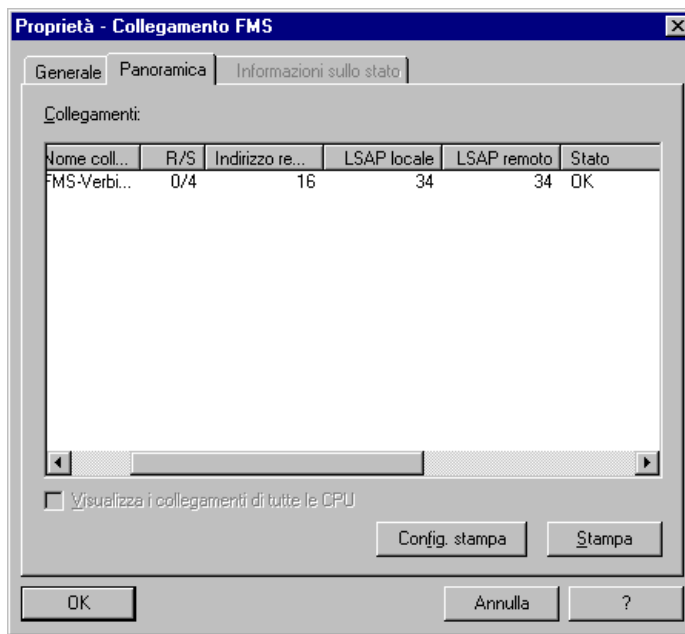 Proprietà - Collegamento FMS
Generale Panoramica Informazioni sullo stato
Collegamenti:
Nome coll... R/S Indirizzo re... LSAP locale LSAP remoto Stato
FMS-Verbi... 0/4 16 34 34 OK
Visualizza i collegamenti di tutte le CPU
Config. stampa Stampa
OK Annulla ?